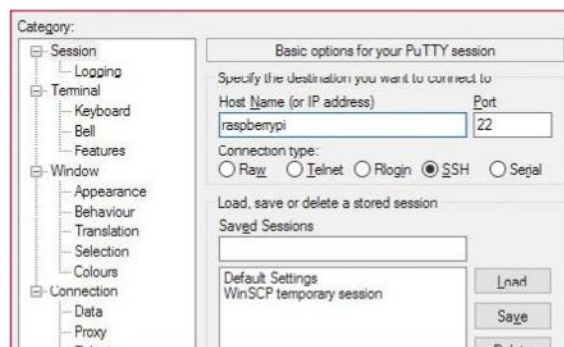 Category:
Session
Logging
Terminal
Keyboard
Bell
Features
Window
Appearance
Behaviour
Translation
Selection
Colours
Connection
Data
Proxy
Basic options for your PuTTY session
Specify the destination you want to connect to
Host Name (or IP address) Port
raspberrypi 22
Connection type:
Raw Telnet Rlogin SSH Serial
Load, save or delete a stored session
Saved Sessions
Default Settings
WinSCP temporary session
Load
Save